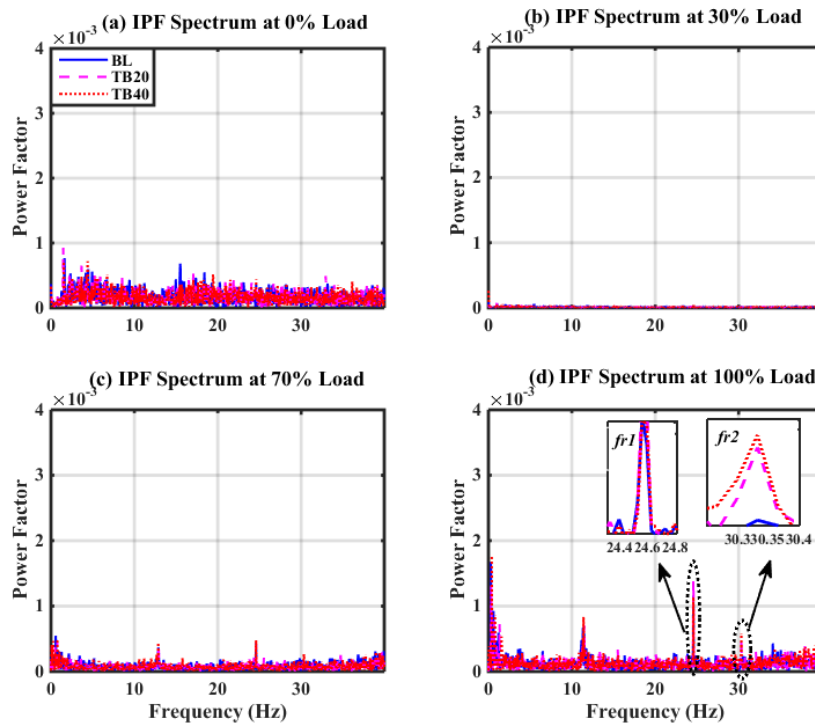 (a) IPF Spectrum at 0% Load
×10⁻³
4
3
2
1
0
Power Factor
BL
TB20
TB40
0 10 20 30
(b) IPF Spectrum at 30% Load
×10⁻³
4
3
2
1
0
Power Factor
0 10 20 30
(c) IPF Spectrum at 70% Load
×10⁻³
4
3
2
1
0
Power Factor
0 10 20 30
Frequency (Hz)
(d) IPF Spectrum at 100% Load
×10⁻³
4
3
2
1
0
Power Factor
fr1
24.4 24.6 24.8
fr2
30.33 0.35 30.4
0 10 20 30
Frequency (Hz)